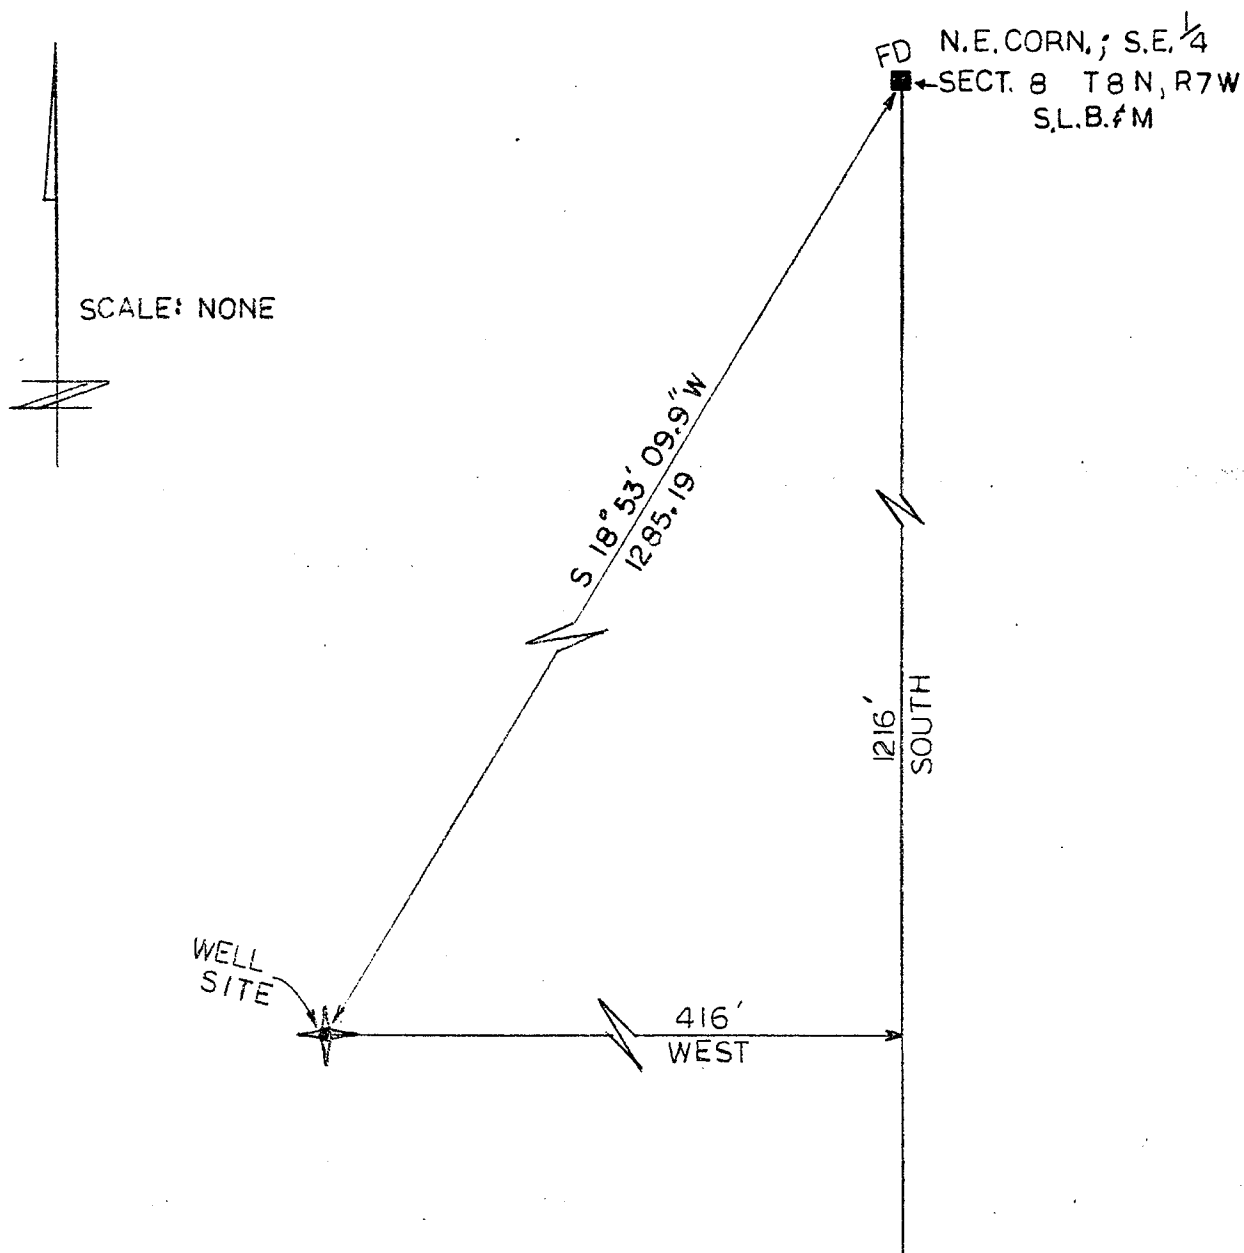 FD
N.E. CORN.; S.E. 1/4
SECT. 8 T8N, R7W
S.L.B.&M
SCALE: NONE
S 18° 53' 09.9" W
1285.19
1216'
SOUTH
WELL
SITE
416'
WEST